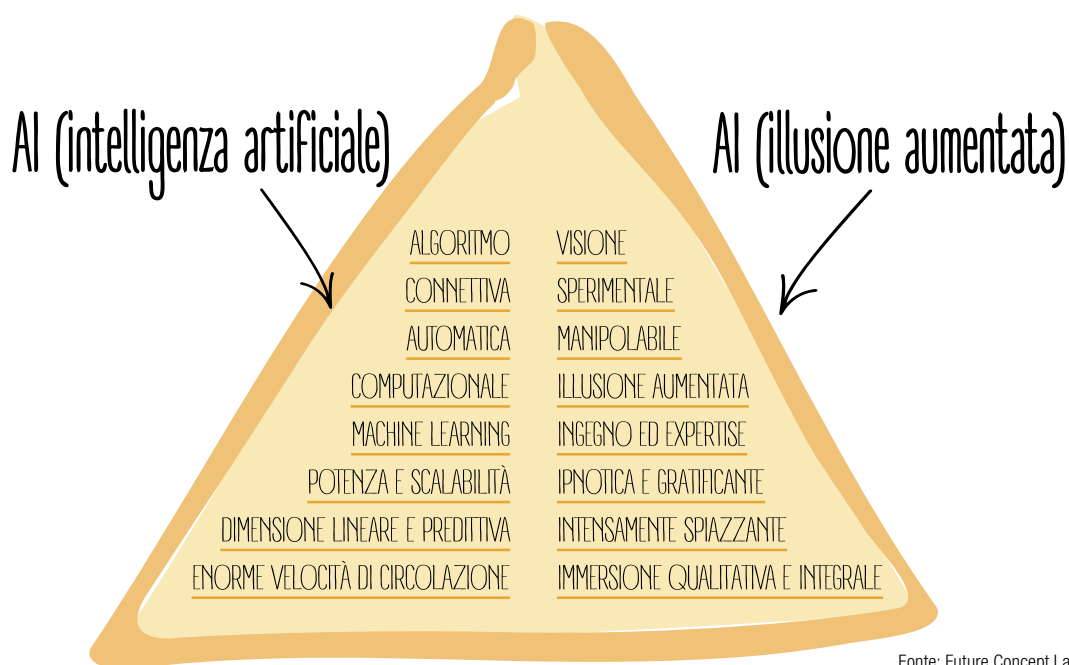 AI (intelligenza artificiale)
AI (illusione aumentata)
ALGORITMO VISIONE
CONNETTIVA SPERIMENTALE
AUTOMATICA MANIPOLABILE
COMPUTAZIONALE ILLUSIONE AUMENTATA
MACHINE LEARNING INGEGNO ED EXPERTISE
POTENZA E SCALABILITÀ IPNOTICA E GRATIFICANTE
DIMENSIONE LINEARE E PREDITTIVA INTENSAMENTE SPIAZZANTE
ENORME VELOCITÀ DI CIRCOLAZIONE IMMERSIONE QUALITATIVA E INTEGRALE
Fonte: Future Concept La